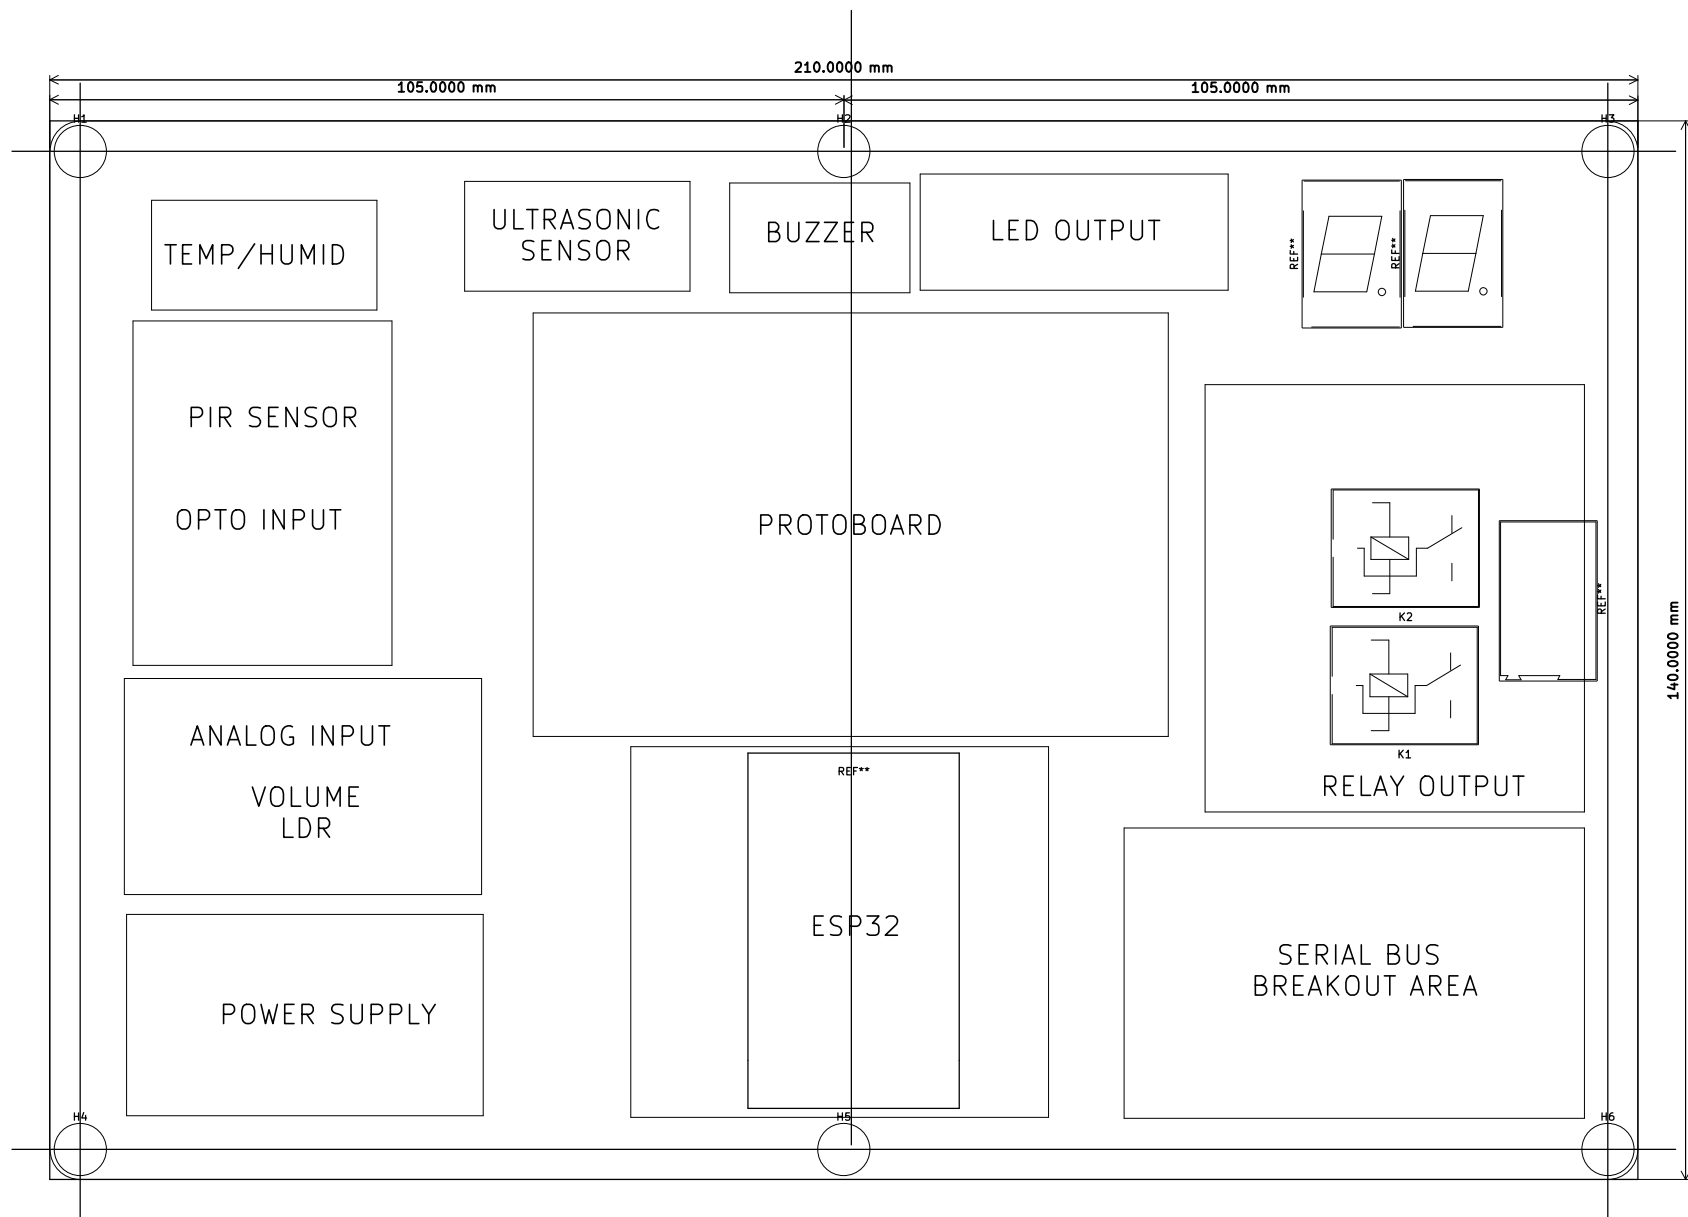 210.0000 mm
105.0000 mm
105.0000 mm
H1
H2
H3
TEMP/HUMID
ULTRASONIC
SENSOR
BUZZER
LED OUTPUT
REF**
REF**
PIR SENSOR
OPTO INPUT
PROTOBOARD
K2
REF**
K1
RELAY OUTPUT
140.0000 mm
ANALOG INPUT
VOLUME
LDR
REF**
ESP32
POWER SUPPLY
SERIAL BUS
BREAKOUT AREA
H4
H5
H6